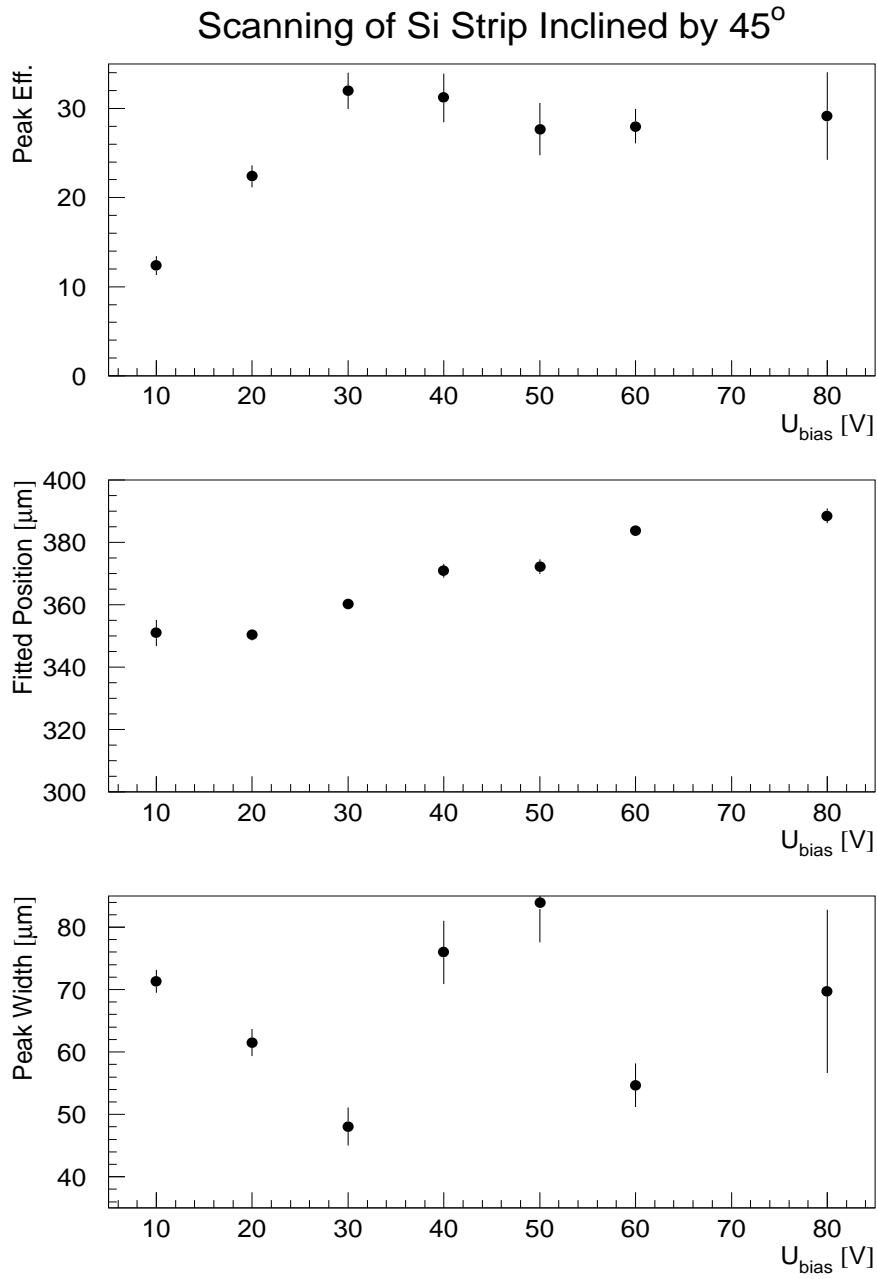 Scanning of Si Strip Inclined by 45°
Peak Eff.
30
20
10
0
10 20 30 40 50 60 70 80
U_bias [V]
Fitted Position [μm]
400
380
360
340
320
300
10 20 30 40 50 60 70 80
U_bias [V]
Peak Width [μm]
80
70
60
50
40
10 20 30 40 50 60 70 80
U_bias [V]